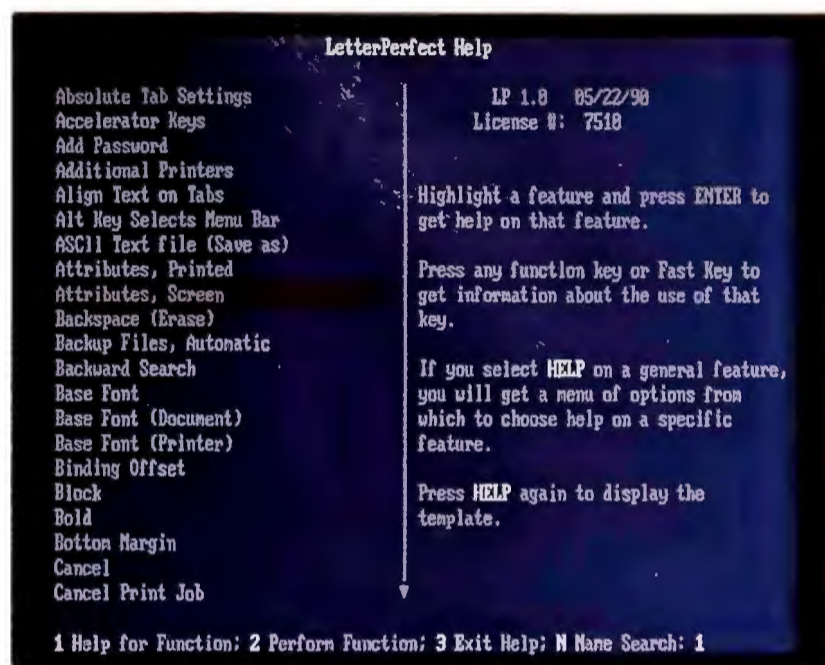 LetterPerfect Help
Absolute Tab Settings
Accelerator Keys
Add Password
Additional Printers
Align Text on Tabs
Alt Key Selects Menu Bar
ASCII Text file (Save as)
Attributes, Printed
Attributes, Screen
Backspace (Erase)
Backup Files, Automatic
Backward Search
Base Font
Base Font (Document)
Base Font (Printer)
Binding Offset
Block
Bold
Bottom Margin
Cancel
Cancel Print Job
LP 1.0 05/22/90
License #: 7510
Highlight a feature and press ENTER to
get help on that feature.
Press any function key or Fast Key to
get information about the use of that
key.
If you select HELP on a general feature,
you will get a menu of options from
which to choose help on a specific
feature.
Press HELP again to display the
template.
1 Help for Function; 2 Perform Function; 3 Exit Help; N Name Search: 1